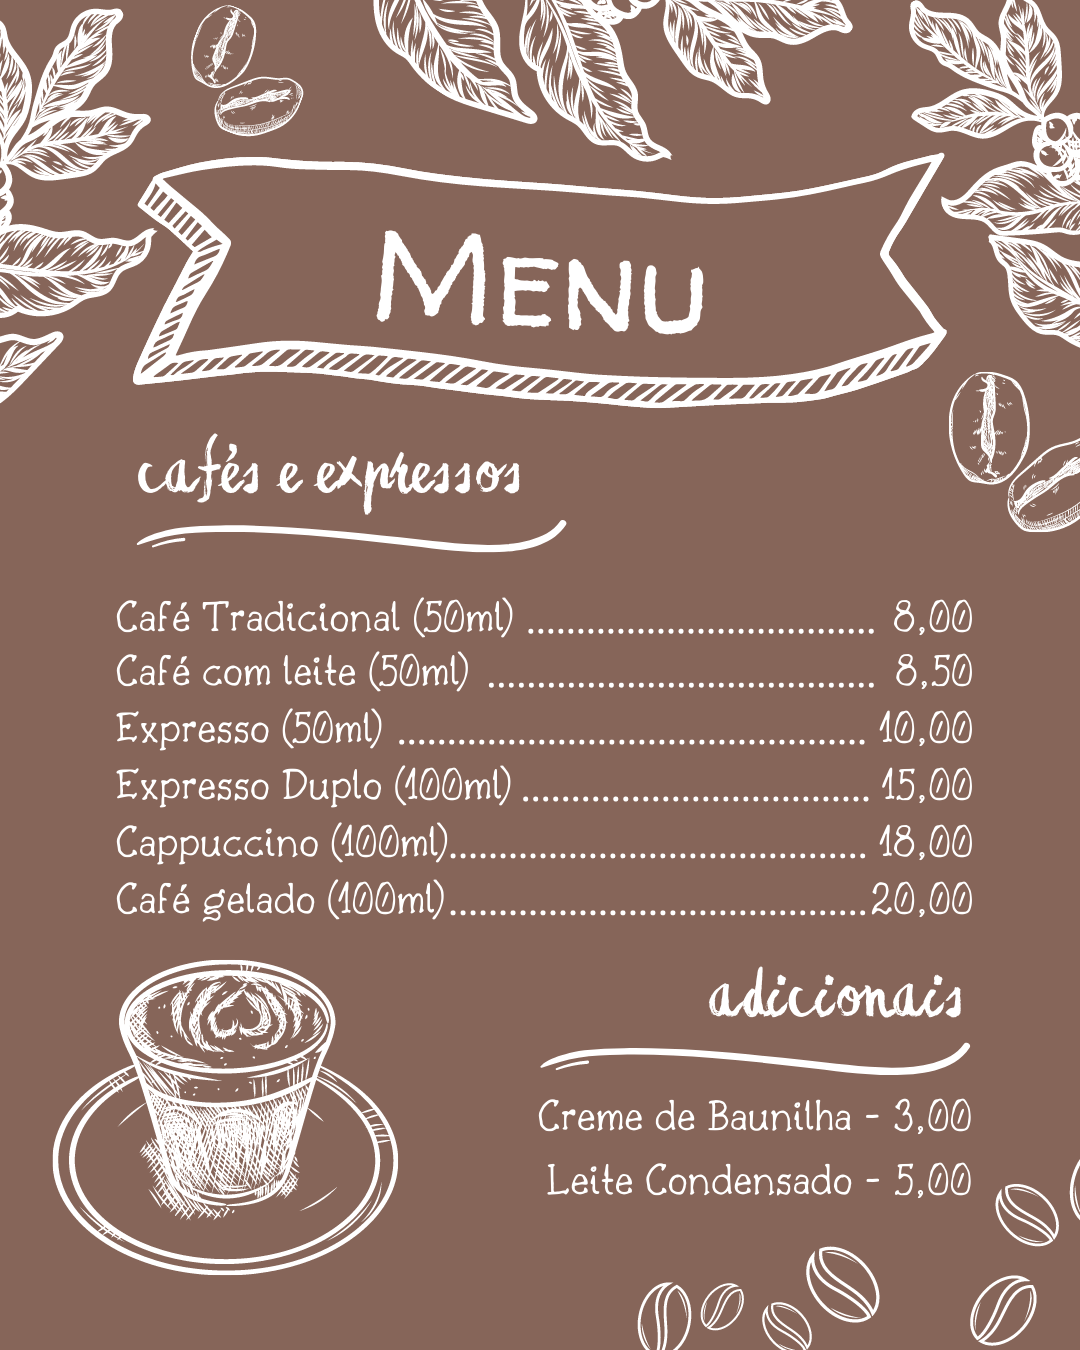 MENU
cafés e expressos
Café Tradicional (50ml) ................................... 8,00
Café com leite (50ml) ....................................... 8,50
Expresso (50ml) ............................................... 10,00
Expresso Duplo (100ml) ................................... 15,00
Cappuccino (100ml).......................................... 18,00
Café gelado (100ml)..........................................20,00
adicionais
Creme de Baunilha - 3,00
Leite Condensado - 5,00